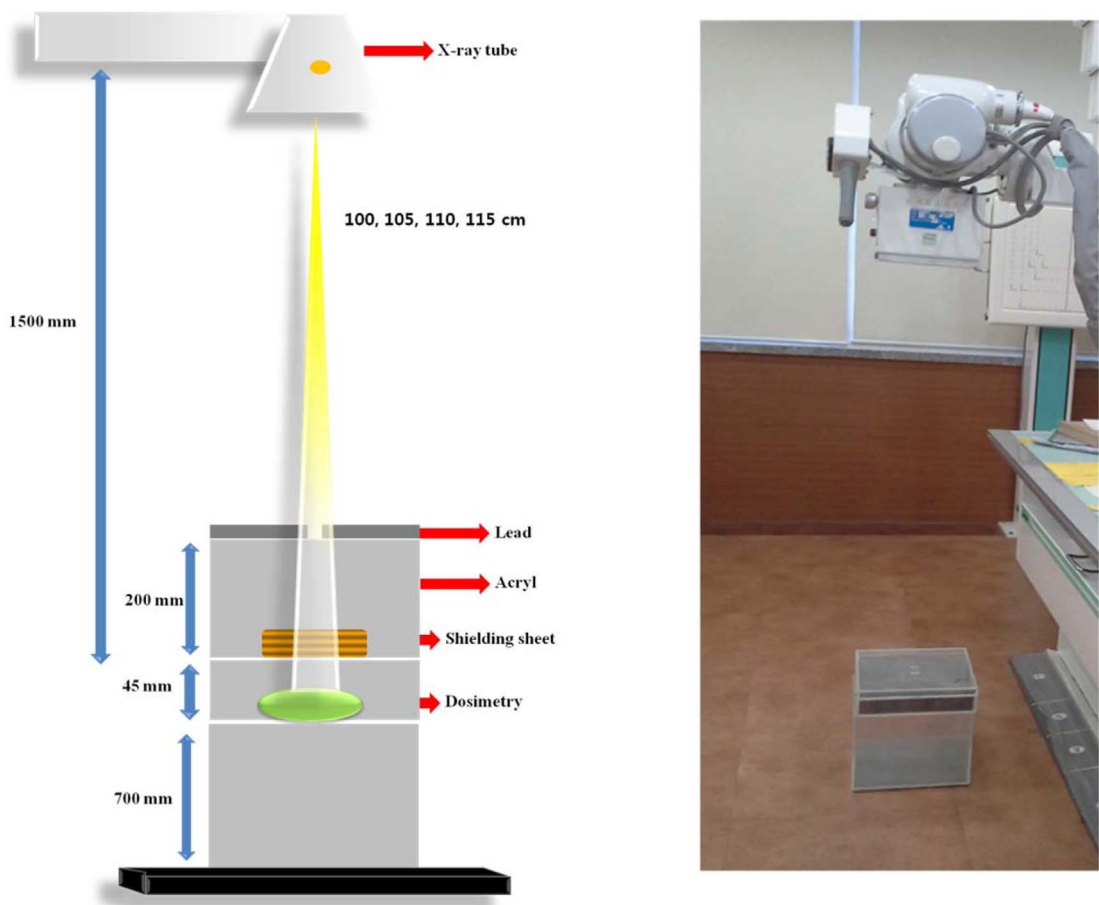 X-ray tube
100, 105, 110, 115 cm
1500 mm
Lead
Acryl
200 mm
Shielding sheet
45 mm
Dosimetry
700 mm